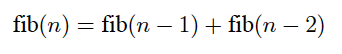 fib(n) = fib(n − 1) + fib(n − 2)